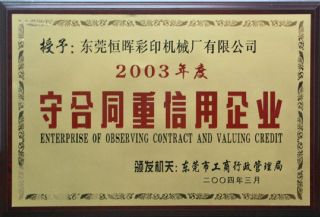 授予：东莞恒晖彩印机械厂有限公司
2003年度
守合同重信用企业
ENTERPRISE OF OBSERVING CONTRACT AND VALUING CREDIT
颁发机关：东莞市工商行政管理局
二〇〇四年三月